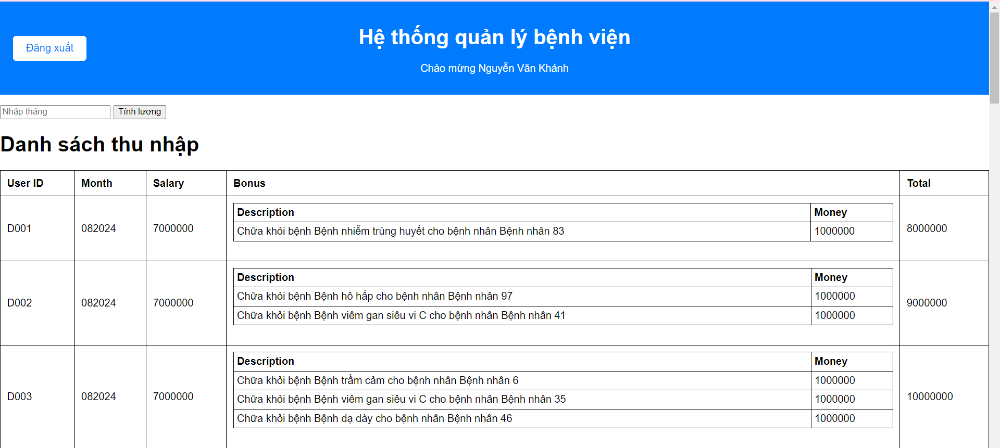 Đăng xuất
Hệ thống quản lý bệnh viện
Chào mừng Nguyễn Văn Khánh
Nhập tháng Tính lương
Danh sách thu nhập
User ID Month Salary Bonus Total
Description Money
D001 082024 7000000 Chữa khỏi bệnh Bệnh nhiễm trùng huyết cho bệnh nhân Bệnh nhân 83 1000000 8000000
Description Money
Chữa khỏi bệnh Bệnh hô hấp cho bệnh nhân Bệnh nhân 97 1000000
D002 082024 7000000 Chữa khỏi bệnh Bệnh viêm gan siêu vi C cho bệnh nhân Bệnh nhân 41 1000000 9000000
Description Money
Chữa khỏi bệnh Bệnh trầm cảm cho bệnh nhân Bệnh nhân 6 1000000
D003 082024 7000000 Chữa khỏi bệnh Bệnh viêm gan siêu vi C cho bệnh nhân Bệnh nhân 35 1000000 10000000
Chữa khỏi bệnh Bệnh dạ dày cho bệnh nhân Bệnh nhân 46 1000000